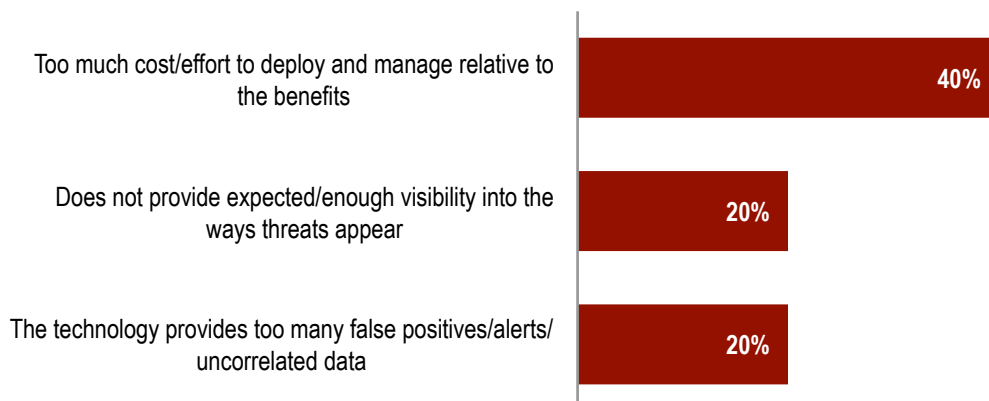 Too much cost/effort to deploy and manage relative to
the benefits
40%
Does not provide expected/enough visibility into the
ways threats appear
20%
The technology provides too many false positives/alerts/
uncorrelated data
20%